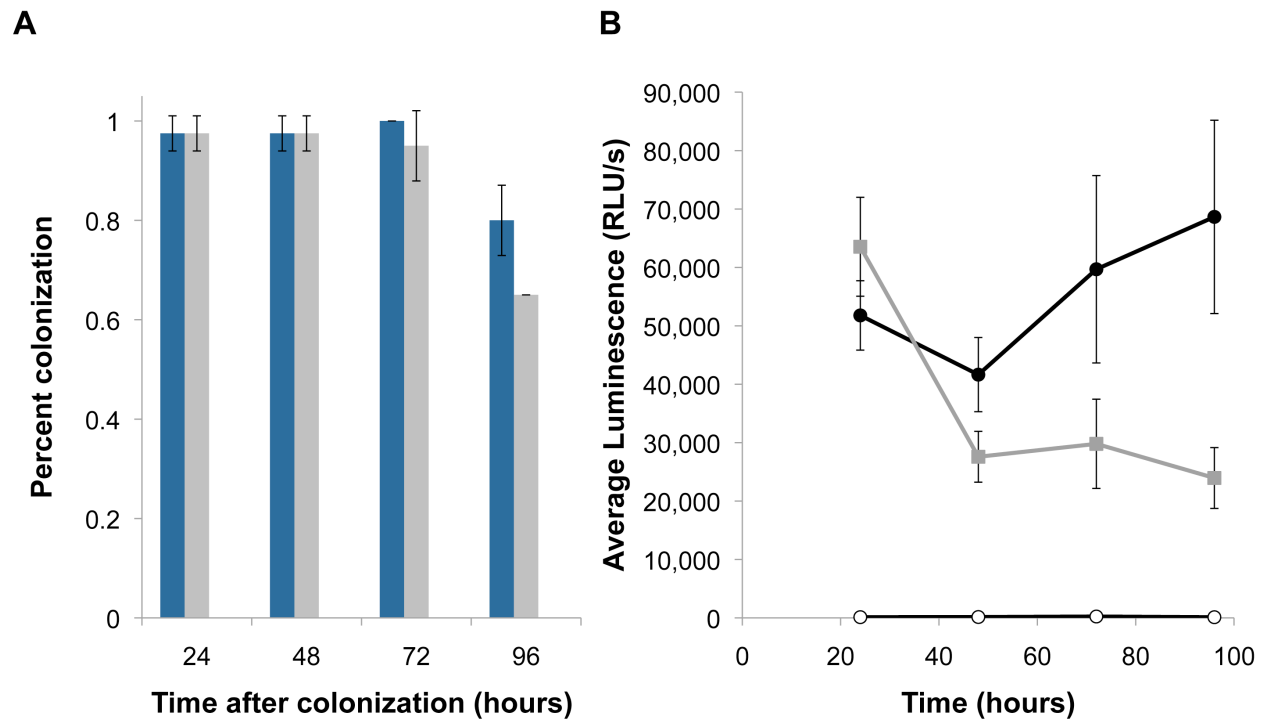 A
Percent colonization
1
0.8
0.6
0.4
0.2
0
24 48 72 96
Time after colonization (hours)
B
Average Luminescence (RLU/s)
90,000
80,000
70,000
60,000
50,000
40,000
30,000
20,000
10,000
0
0 20 40 60 80 100
Time (hours)